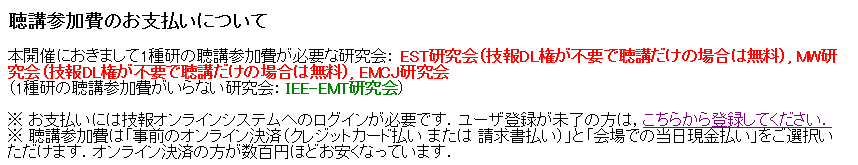 聴講参加費のお支払いについて
本開催におきまして1種研の聴講参加費が必要な研究会: EST研究会(技報DL権が不要で聴講だけの場合は無料), MW研
究会(技報DL権が不要で聴講だけの場合は無料), EMCJ研究会
(1種研の聴講参加費がいらない研究会: IEE-EMT研究会)
※ お支払いには技報オンラインシステムへのログインが必要です. ユーザ登録が未了の方は, こちらから登録してください.
※ 聴講参加費は「事前のオンライン決済(クレジットカード払い または 請求書払い)」と「会場での当日現金払い」をご選択い
ただけます. オンライン決済の方が数百円ほどお安くなっています.